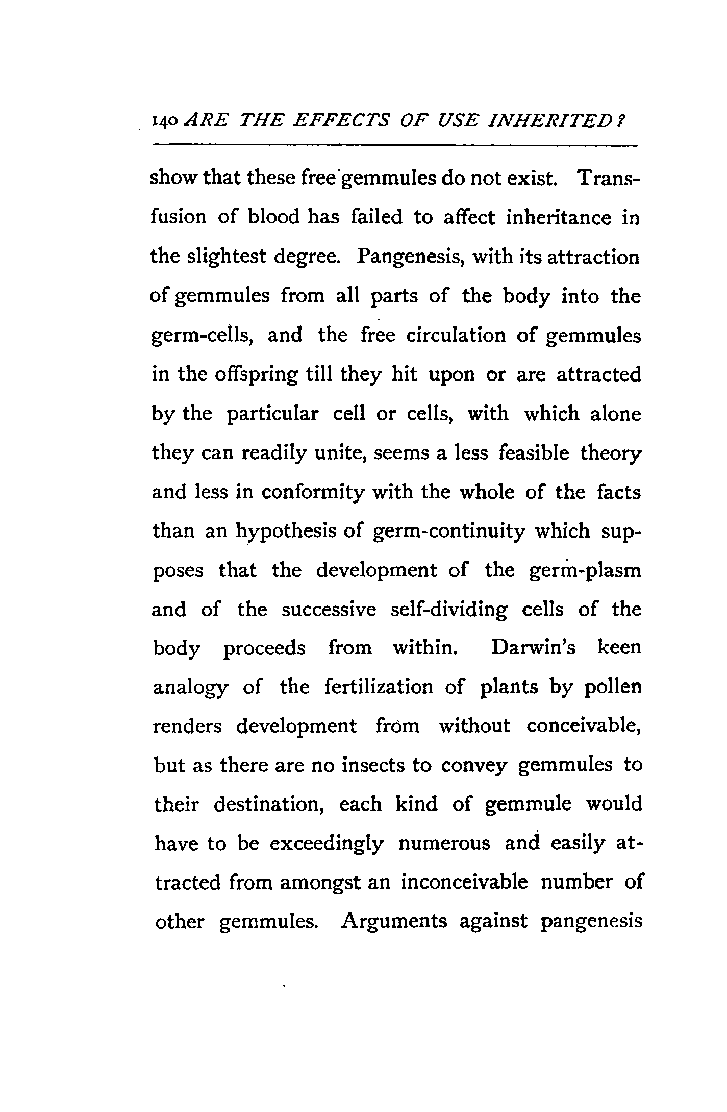 140 ARE THE EFFECTS OF USE INHERITED?
show that these free gemmules do not exist. Trans-
fusion of blood has failed to affect inheritance in
the slightest degree. Pangenesis, with its attraction
of gemmules from all parts of the body into the
germ-cells, and the free circulation of gemmules
in the offspring till they hit upon or are attracted
by the particular cell or cells, with which alone
they can readily unite, seems a less feasible theory
and less in conformity with the whole of the facts
than an hypothesis of germ-continuity which sup-
poses that the development of the germ-plasm
and of the successive self-dividing cells of the
body proceeds from within. Darwin's keen
analogy of the fertilization of plants by pollen
renders development from without conceivable,
but as there are no insects to convey gemmules to
their destination, each kind of gemmule would
have to be exceedingly numerous and easily at-
tracted from amongst an inconceivable number of
other gemmules. Arguments against pangenesis